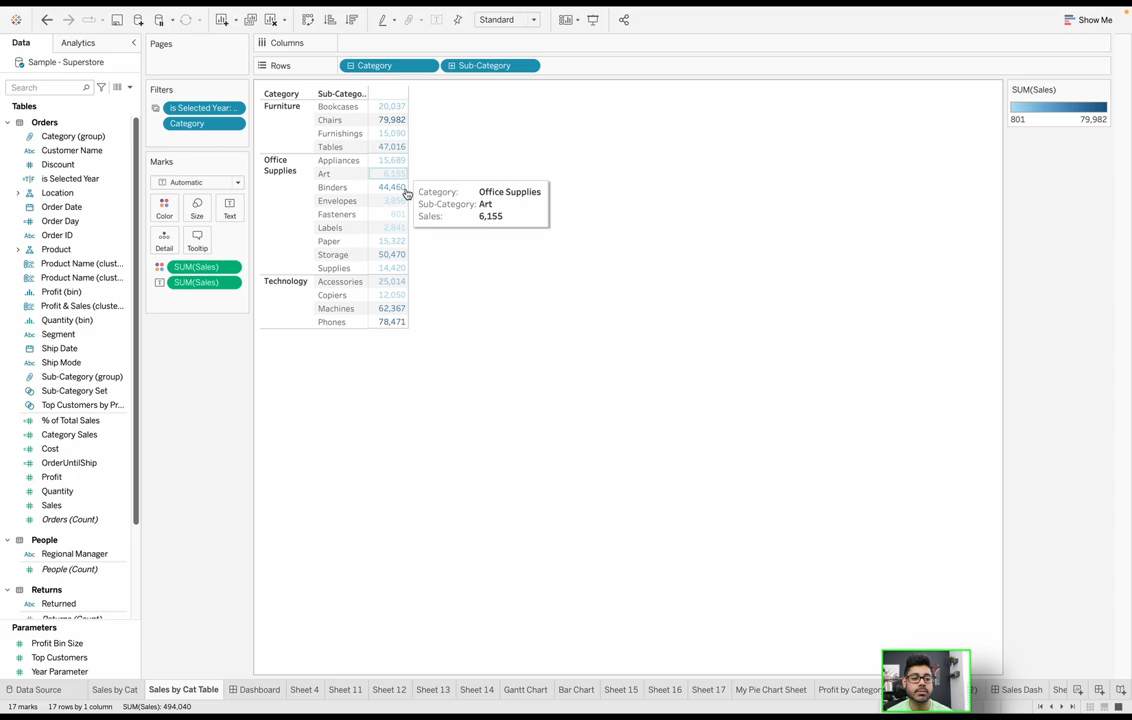 Standard
Show Me
Data
Analytics
Pages
Columns
Sample - Superstore
Rows
Category
Sub-Category
Search
Filters
is Selected Year: ..
Category
Tables
Orders
Category (group)
Customer Name
Discount
is Selected Year
Location
Order Date
Order Day
Order ID
Product
Product Name (clust...
Product Name (clust...
Profit (bin)
Profit & Sales (cluste...
Quantity (bin)
Segment
Ship Date
Ship Mode
Sub-Category (group)
Sub-Category Set
Top Customers by Pr...
% of Total Sales
Category Sales
Cost
OrderUntilShip
Profit
Quantity
Sales
Orders (Count)
People
Regional Manager
People (Count)
Returns
Returned
Returns (Count)
Parameters
Profit Bin Size
Top Customers
Year Parameter
Marks
Automatic
Color
Size
Text
Detail
Tooltip
SUM(Sales)
SUM(Sales)
Category
Sub-Catego..
Furniture
Bookcases 20,037
Chairs 79,982
Furnishings 15,090
Tables 47,016
Office
Supplies
Appliances 15,689
Art 6,155
Binders 44,460
Envelopes
Fasteners 801
Labels 2,841
Paper 15,322
Storage 50,470
Supplies 14,420
Technology
Accessories 25,014
Copiers 12,050
Machines 62,367
Phones 78,471
Category: Office Supplies
Sub-Category: Art
Sales: 6,155
SUM(Sales)
801 79,982
Data Source
Sales by Cat
Sales by Cat Table
Dashboard
Sheet 4
Sheet 11
Sheet 12
Sheet 13
Sheet 14
Gantt Chart
Bar Chart
Sheet 15
Sheet 16
Sheet 17
My Pie Chart Sheet
Profit by Category
Sales Dash
She
17 marks
17 rows by 1 column
SUM(Sales): 494,040